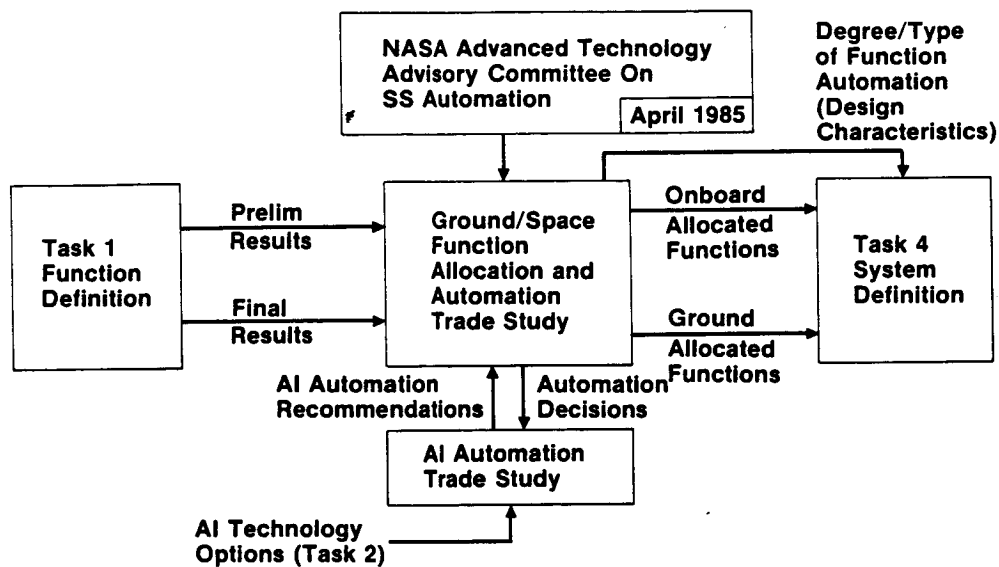 NASA Advanced Technology
Advisory Committee On
SS Automation
April 1985
Degree/Type
of Function
Automation
(Design
Characteristics)
Task 1
Function
Definition
Prelim
Results
Final
Results
Ground/Space
Function
Allocation and
Automation
Trade Study
Onboard
Allocated
Functions
Ground
Allocated
Functions
Task 4
System
Definition
AI Automation
Recommendations
Automation
Decisions
AI Automation
Trade Study
AI Technology
Options (Task 2)